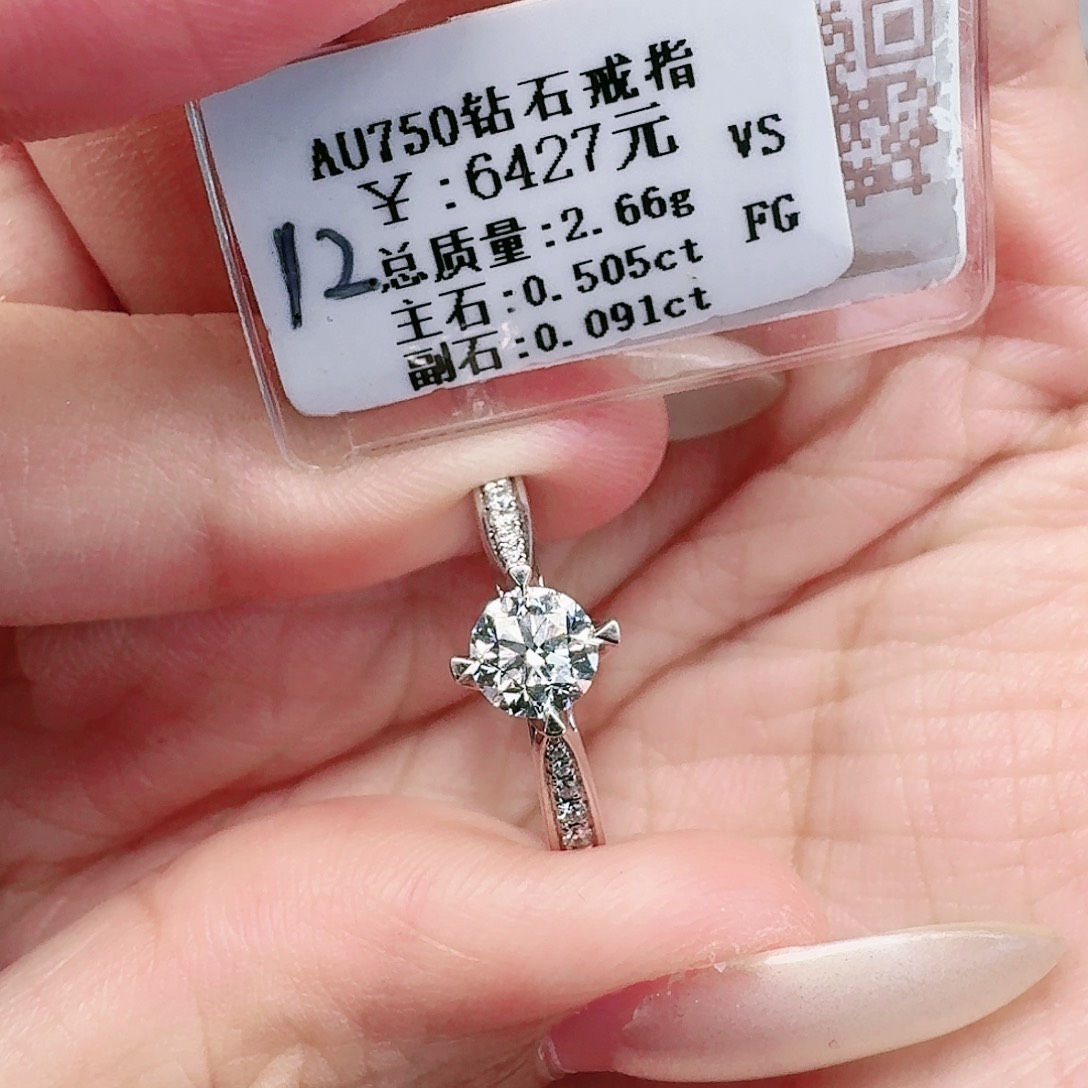 AU750钻石戒指
￥:6427元 VS
总质量:2.66g FG
12
主石:0.505ct
副石:0.091ct